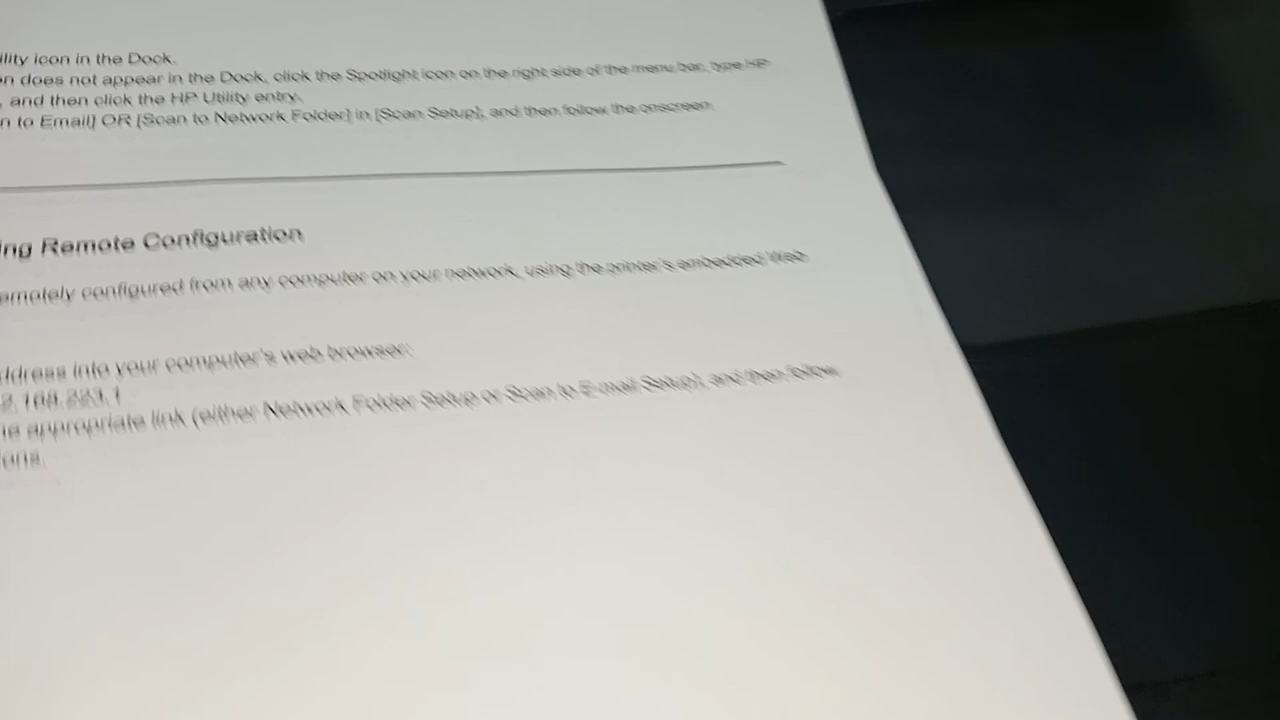 icon in the Dock.
does not appear in the Dock, click the Spotlight icon on the right side of the menu bar, type HP
, and then click the HP Utility entry.
to Email] OR [Scan to Network Folder] in [Scan Setup], and then follow the onscreen
Remote Configuration
configured from any computer on your network, using the printer's embedded Web
into your computer's web browser:
appropriate link (either Network Folder Setup or Scan to E-mail Setup), and then follow